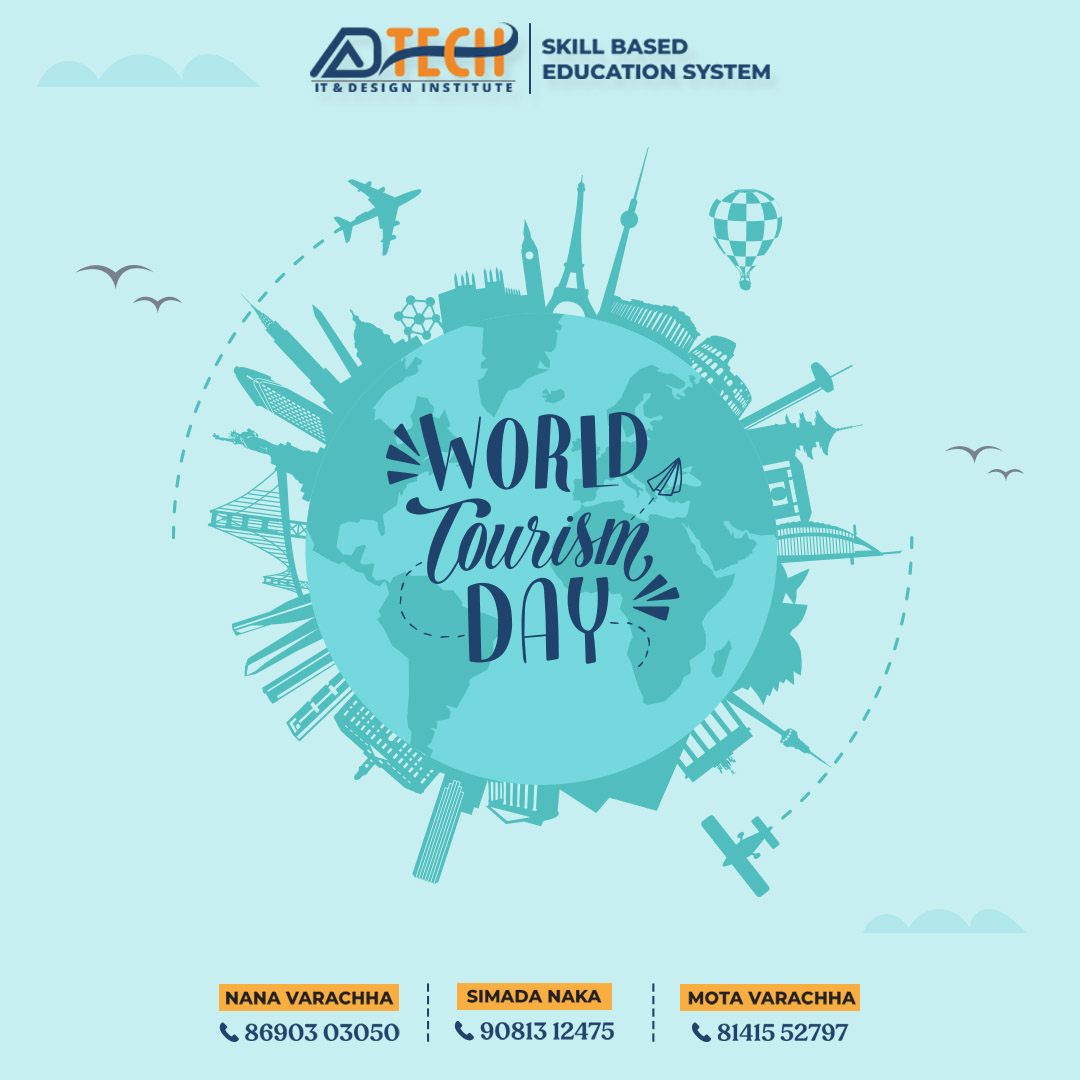 ADTECH
IT & DESIGN INSTITUTE
SKILL BASED
EDUCATION SYSTEM
WORLD
Tourism
DAY
NANA VARACHHA
86903 03050
SIMADA NAKA
90813 12475
MOTA VARACHHA
81415 52797